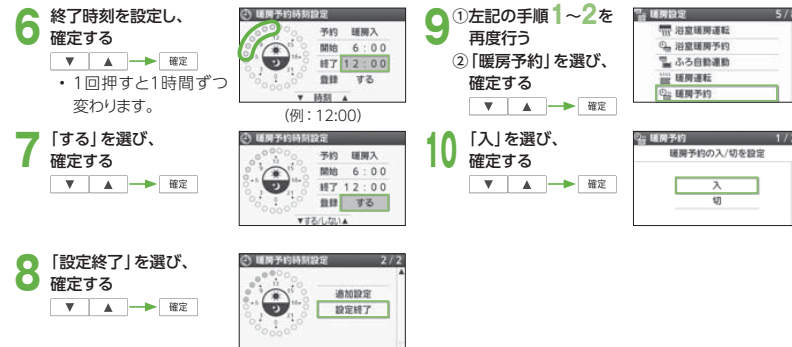 6 終了時刻を設定し、
確定する
▼ ▲ → 確定
・1回押すと1時間ずつ
変わります。
暖房予約時刻設定
予約 暖房入
開始 6:00
終了 12:00
登録 する
▼ 時刻 ▲
(例:12:00)
7 「する」を選び、
確定する
▼ ▲ → 確定
暖房予約時刻設定
予約 暖房入
開始 6:00
終了 12:00
登録 する
▼する/しない▲
8 「設定終了」を選び、
確定する
▼ ▲ → 確定
暖房予約時刻設定 2/2
追加設定
設定終了
9 ①左記の手順1~2を
再度行う
②「暖房予約」を選び、
確定する
▼ ▲ → 確定
暖房設定 5/
浴室暖房運転
浴室暖房予約
ふろ自動運動
暖房運転
暖房予約
10 「入」を選び、
確定する
▼ ▲ → 確定
暖房予約 1/
暖房予約の入/切を設定
入
切